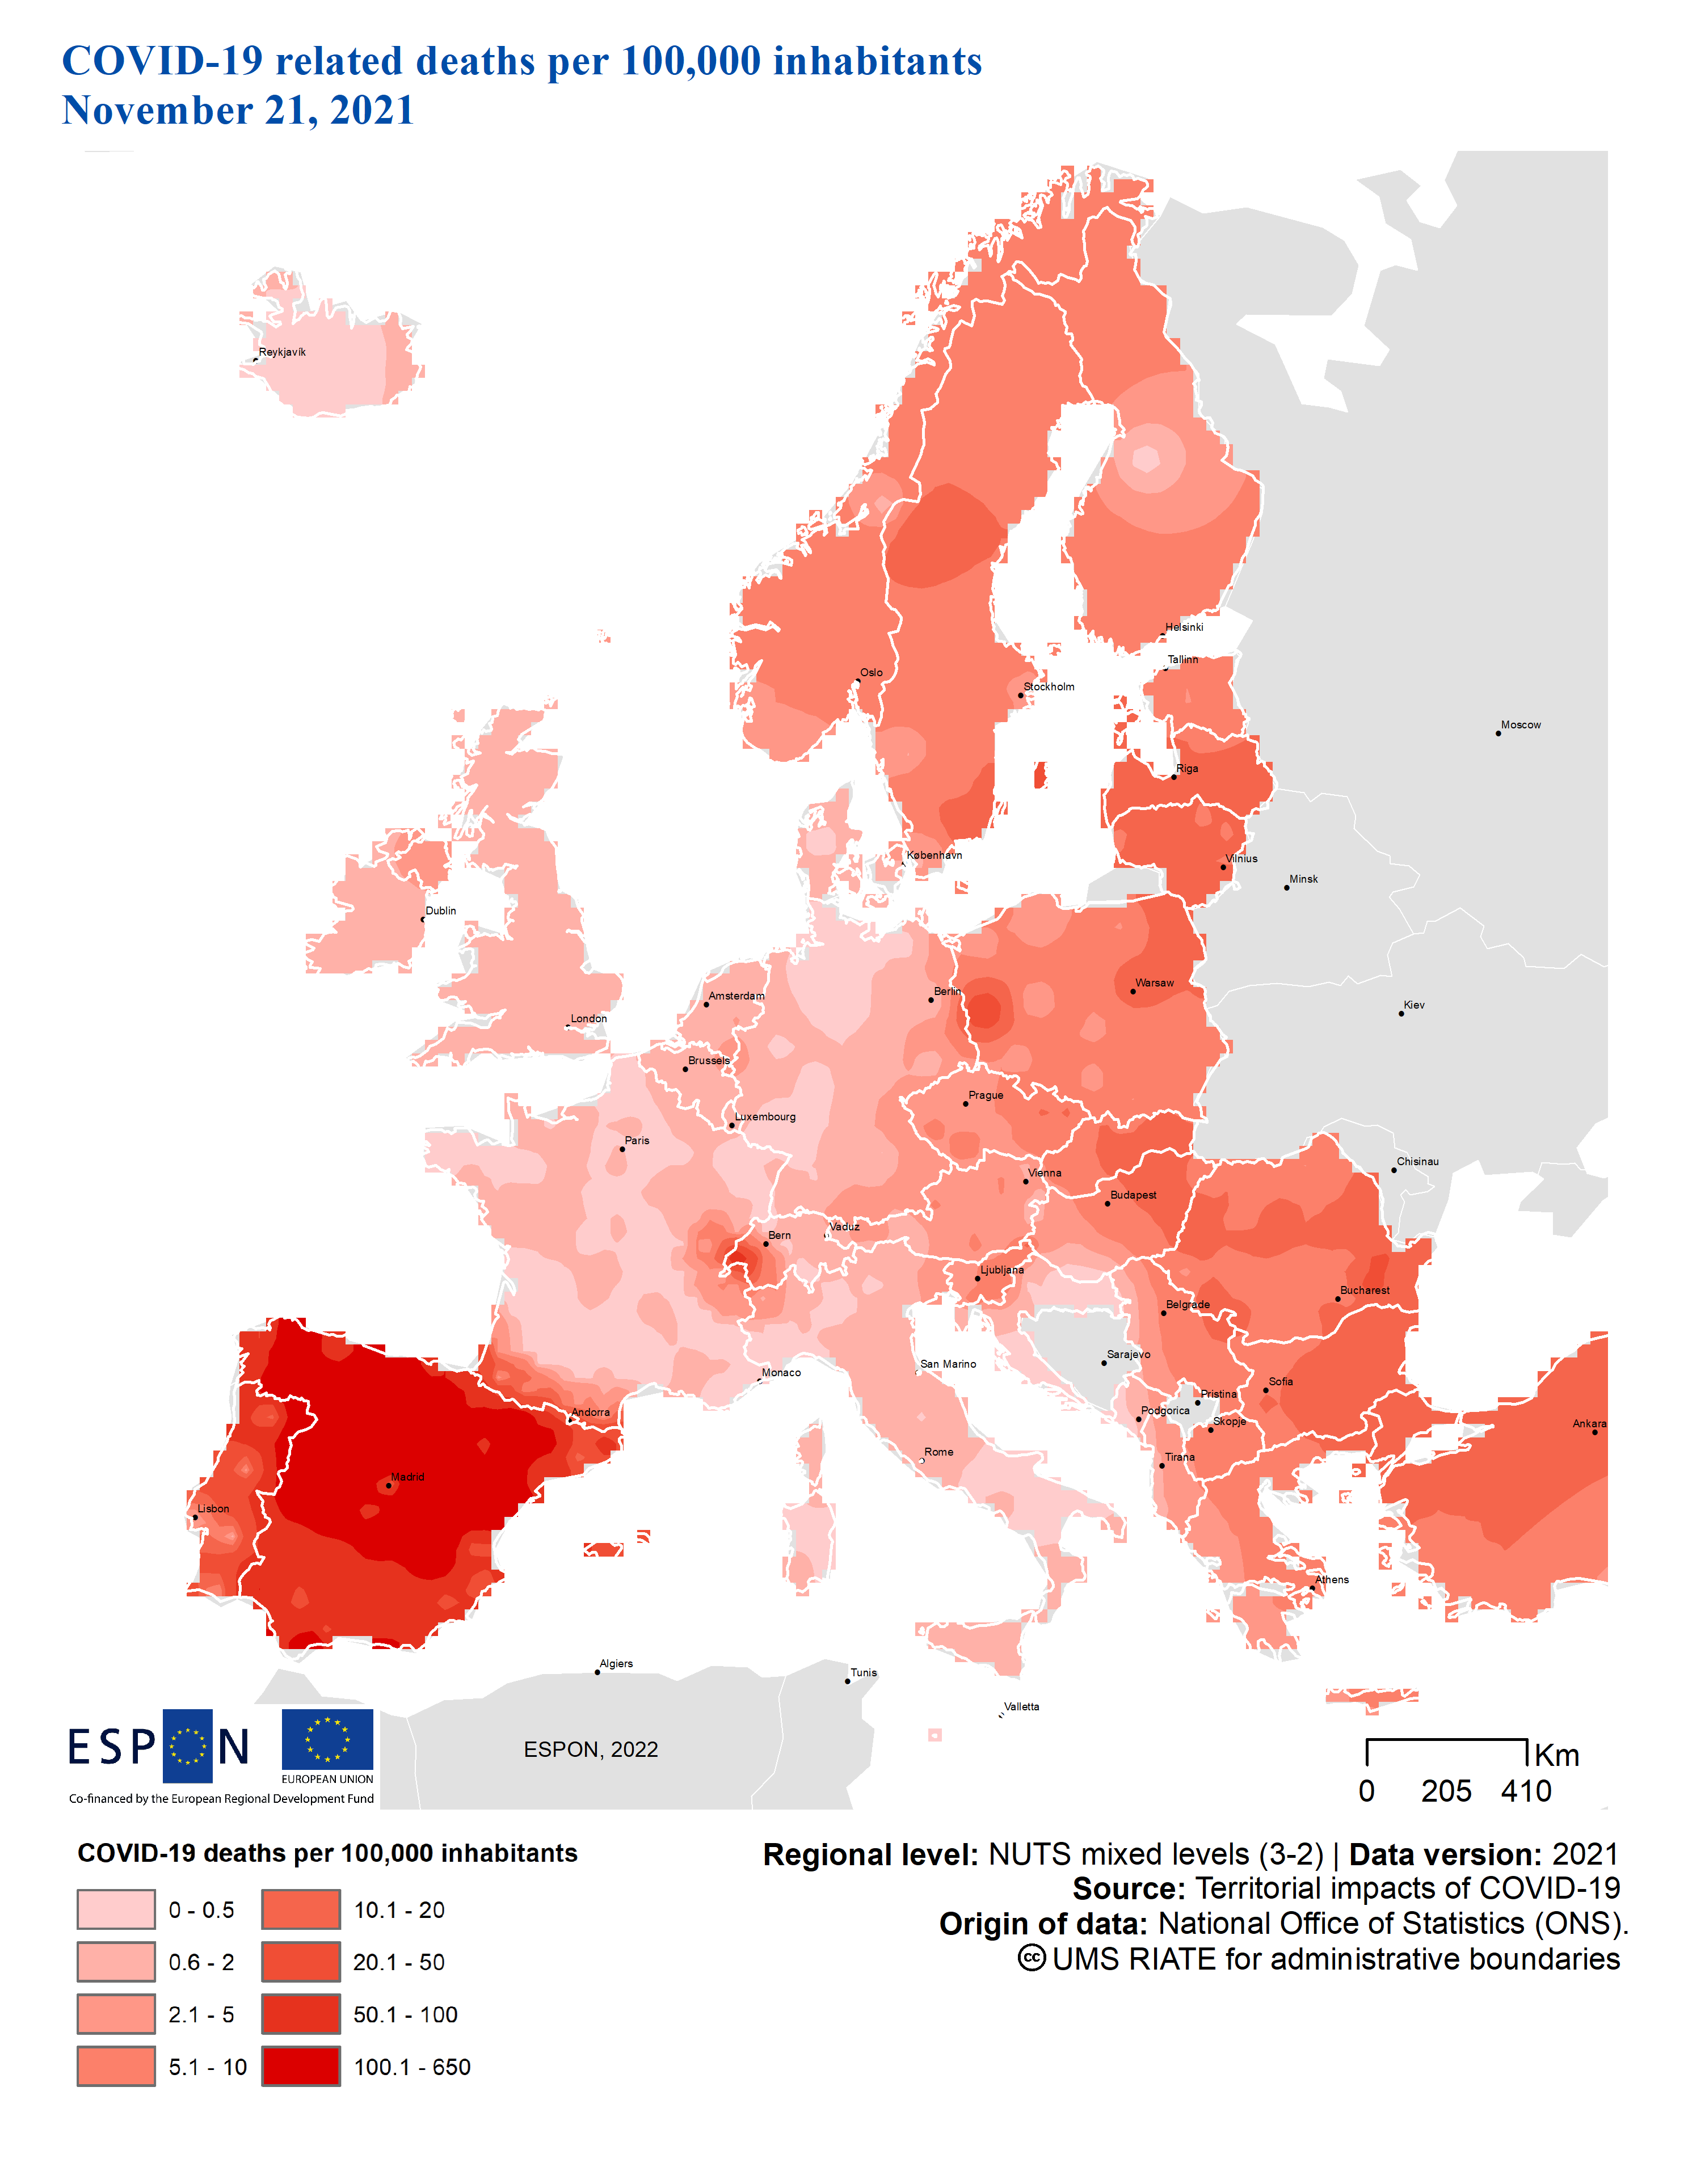 COVID-19 related deaths per 100,000 inhabitants
November 21, 2021
Reykjavík
Helsinki
Tallinn
Oslo
Stockholm
Moscow
Riga
København
Vilnius
Minsk
Dublin
Amsterdam
Berlin
Warsaw
Kiev
London
Brussels
Prague
Luxembourg
Paris
Chisinau
Vienna
Budapest
Bern
Vaduz
Ljubljana
Bucharest
Belgrade
Sarajevo
San Marino
Monaco
Sofia
Pristina
Andorra
Podgorica
Skopje
Ankara
Rome
Tirana
Madrid
Lisbon
Athens
Algiers
Tunis
Valletta
ESPON
EUROPEAN UNION
Co-financed by the European Regional Development Fund
ESPON, 2022
Km
0 205 410
COVID-19 deaths per 100,000 inhabitants
0 - 0.5
0.6 - 2
2.1 - 5
5.1 - 10
10.1 - 20
20.1 - 50
50.1 - 100
100.1 - 650
Regional level: NUTS mixed levels (3-2) | Data version: 2021
Source: Territorial impacts of COVID-19
Origin of data: National Office of Statistics (ONS).
cc UMS RIATE for administrative boundaries